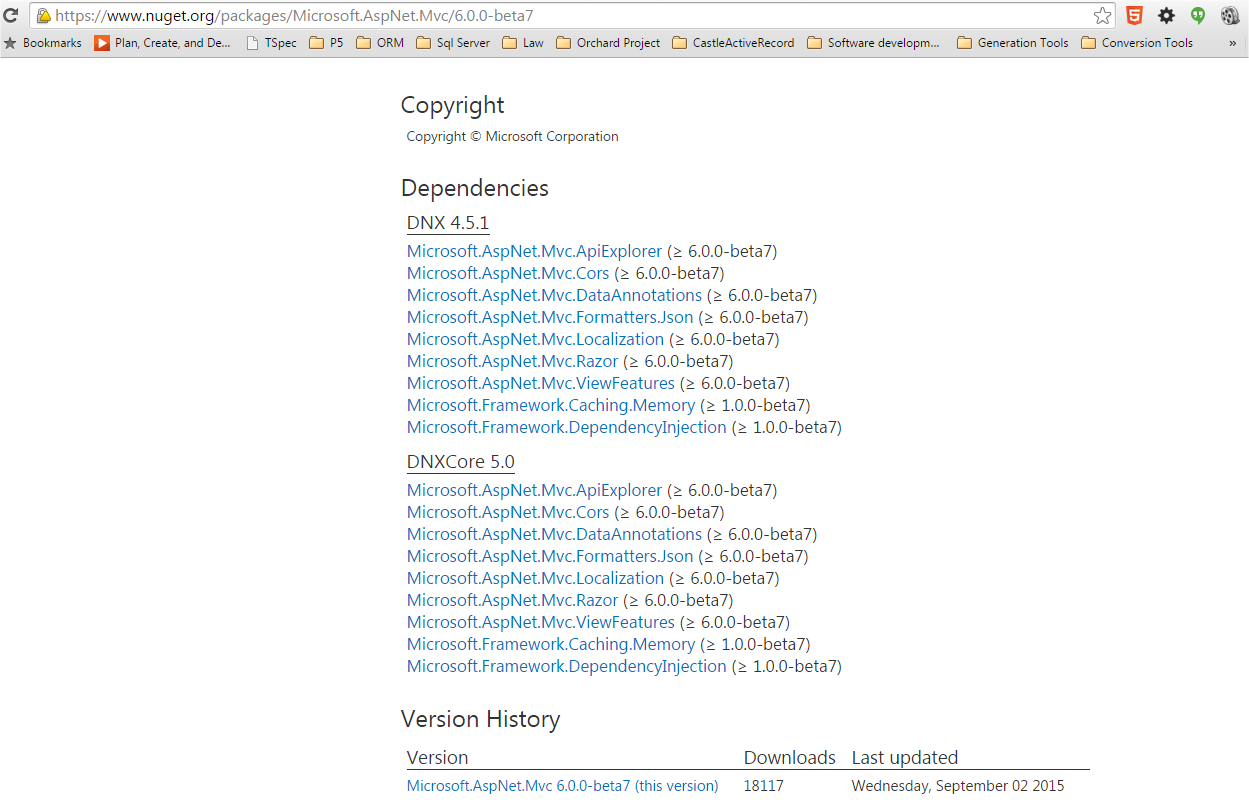 https://www.nuget.org/packages/Microsoft.AspNet.Mvc/6.0.0-beta7
Bookmarks Plan, Create, and De... TSpec P5 ORM Sql Server Law Orchard Project CastleActiveRecord Software developm... Generation Tools Conversion Tools »
Copyright
Copyright © Microsoft Corporation
Dependencies
DNX 4.5.1
Microsoft.AspNet.Mvc.ApiExplorer (≥ 6.0.0-beta7)
Microsoft.AspNet.Mvc.Cors (≥ 6.0.0-beta7)
Microsoft.AspNet.Mvc.DataAnnotations (≥ 6.0.0-beta7)
Microsoft.AspNet.Mvc.Formatters.Json (≥ 6.0.0-beta7)
Microsoft.AspNet.Mvc.Localization (≥ 6.0.0-beta7)
Microsoft.AspNet.Mvc.Razor (≥ 6.0.0-beta7)
Microsoft.AspNet.Mvc.ViewFeatures (≥ 6.0.0-beta7)
Microsoft.Framework.Caching.Memory (≥ 1.0.0-beta7)
Microsoft.Framework.DependencyInjection (≥ 1.0.0-beta7)
DNXCore 5.0
Microsoft.AspNet.Mvc.ApiExplorer (≥ 6.0.0-beta7)
Microsoft.AspNet.Mvc.Cors (≥ 6.0.0-beta7)
Microsoft.AspNet.Mvc.DataAnnotations (≥ 6.0.0-beta7)
Microsoft.AspNet.Mvc.Formatters.Json (≥ 6.0.0-beta7)
Microsoft.AspNet.Mvc.Localization (≥ 6.0.0-beta7)
Microsoft.AspNet.Mvc.Razor (≥ 6.0.0-beta7)
Microsoft.AspNet.Mvc.ViewFeatures (≥ 6.0.0-beta7)
Microsoft.Framework.Caching.Memory (≥ 1.0.0-beta7)
Microsoft.Framework.DependencyInjection (≥ 1.0.0-beta7)
Version History
Version Downloads Last updated
Microsoft.AspNet.Mvc 6.0.0-beta7 (this version) 18117 Wednesday, September 02 2015